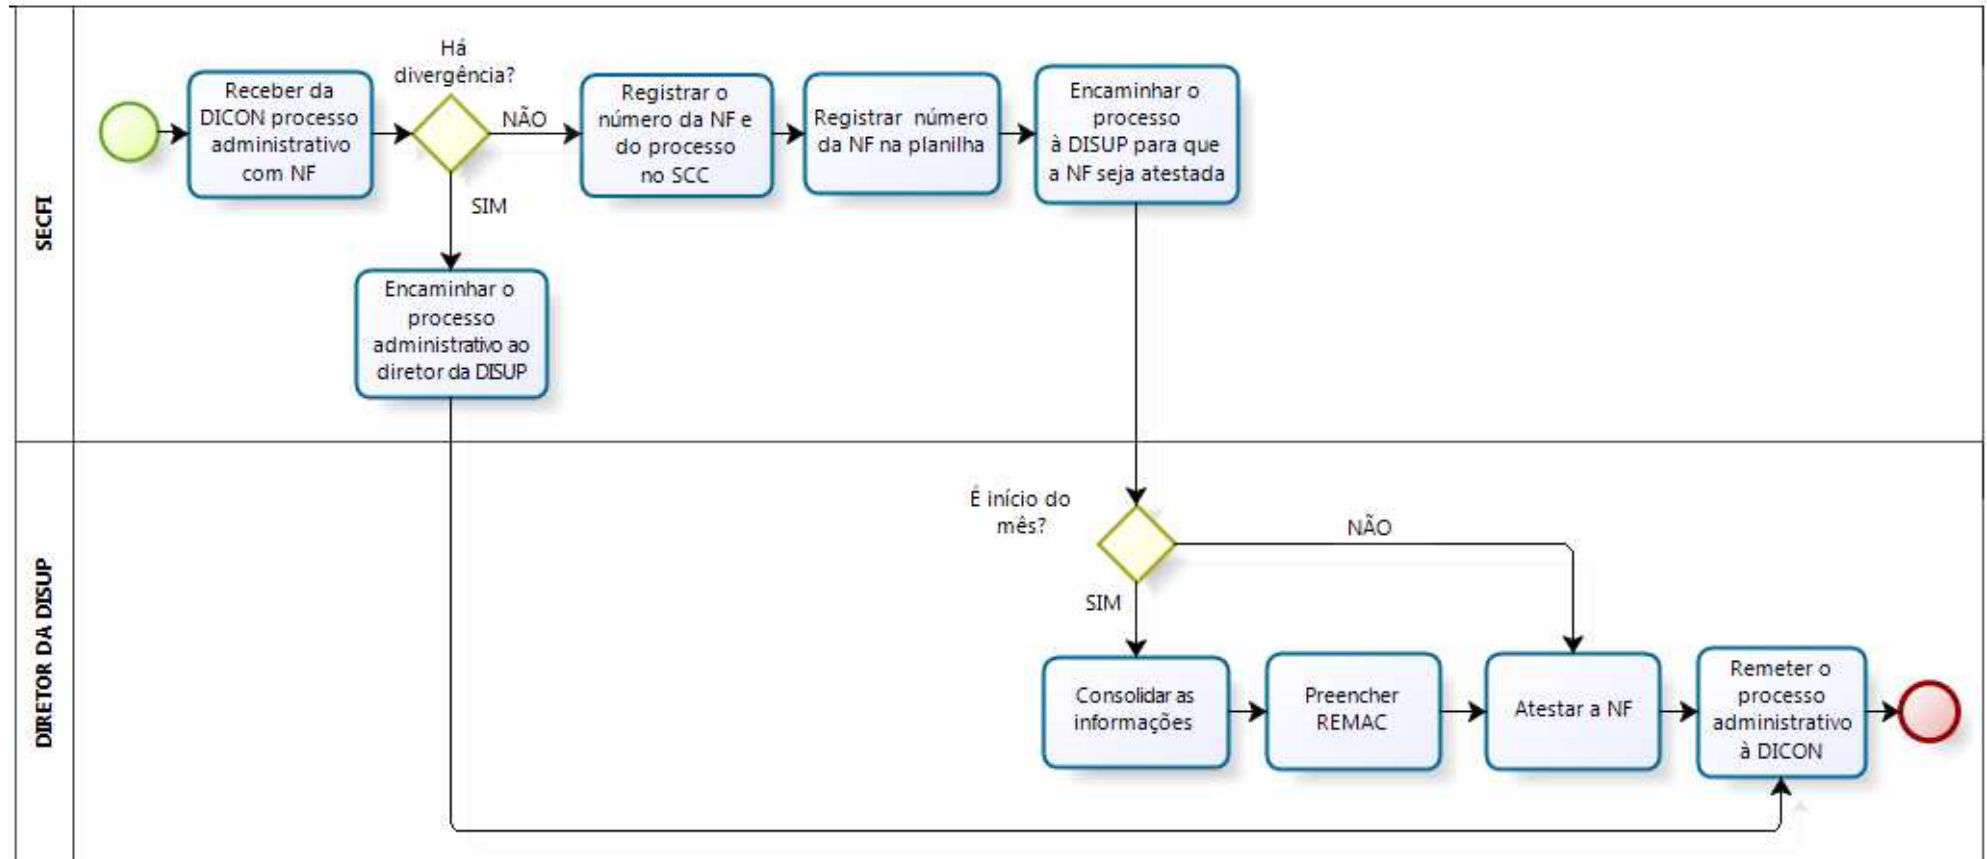 SECFI
Há
divergência?
Receber da
DICON processo
administrativo
com NF
NÃO
SIM
Registrar o
número da NF e
do processo
no SCC
Registrar número
da NF na planilha
Encaminhar o
processo
à DISUP para que
a NF seja atestada
Encaminhar o
processo
administrativo ao
diretor da DISUP
DIRETOR DA DISUP
É início do
mês?
NÃO
SIM
Consolidar as
informações
Preencher
REMAC
Atestar a NF
Remeter o
processo
administrativo
à DICON